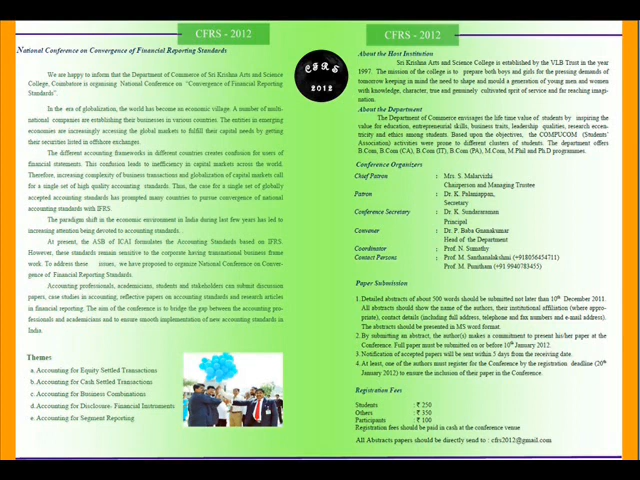 CFRS - 2012
National Conference on Convergence of Financial Reporting Standards
We are happy to inform that the Department of Commerce of Sri Krishna Arts and Science
College, Coimbatore is organising National Conference on "Convergence of Financial Reporting
Standards".
In the era of globalization, the world has become an economic village. A number of multi-
national companies are establishing their businesses in various countries. The entities in emerging
economies are increasingly accessing the global markets to fulfill their capital needs by getting
their securities listed in offshore exchanges.
The different accounting frameworks in different countries creates confusion for users of
financial statements. This confusion leads to inefficiency in capital markets across the world.
Therefore, increasing complexity of business transactions and globalization of capital markets call
for a single set of high quality accounting standards. Thus, the case for a single set of globally
accepted accounting standards has prompted many countries to pursue convergence of national
accounting standards with IFRS.
The paradigm shift in the economic environment in India during last few years has led to
increasing attention being devoted to accounting standards.
At present, the ASB of ICAI formulates the Accounting Standards based on IFRS.
However, these standards remain sensitive to the corporate having transnational business frame
work. To address these issues, we have proposed to organize National Conference on Conver-
gence of Financial Reporting Standards.
Accounting professionals, academicians, students and stakeholders can submit discussion
papers, case studies in accounting, reflective papers on accounting standards and research articles
in financial reporting. The aim of the conference is to bridge the gap between the accounting pro-
fessionals and academicians and to ensure smooth implementation of new accounting standards in
India.
Themes
a. Accounting for Equity Settled Transactions
b. Accounting for Cash Settled Transactions
c. Accounting for Business Combinations
d. Accounting for Disclosure- Financial Instruments
e. Accounting for Segment Reporting
CFRS
2012
CFRS - 2012
About the Host Institution
Sri Krishna Arts and Science College is established by the VLB Trust in the year
1997. The mission of the college is to prepare both boys and girls for the pressing demands of
tomorrow keeping in mind the need to shape and mould a generation of young men and women
with knowledge, character, true and genuinely cultivated sprit of service and for reaching imagi-
nation.
About the Department
The Department of Commerce envisages the life time value of students by inspiring the
value for education, entrepreneurial skills, business traits, leadership qualities, research ecentricity
and ethics among students. Based upon the objectives, the COMPUCOM (Students'
Association) activities were prone to different clusters of students. The department offers
B.Com, B.Com (CA), B.Com (IT), B.Com (PA), M.Com, M.Phil and Ph.D programmes.
Conference Organizers
Chief Patron : Mrs. S. Malarvizhi
Chairperson and Managing Trustee
Patron : Dr. K. Palaniappan,
Secretary
Conference Secretary : Dr. K. Sundararaman
Principal
Convener : Dr. P. Baba Gnanakumar
Head of the Department
Coordinator : Prof. N. Sumathy
Contact Persons : Prof. M. Santhanalakshmi (+918056454711)
Prof. M. Punitham (+91 9940783455)
Paper Submission
1. Detailed abstracts of about 500 words should be submitted not later than 10th December 2011.
All abstracts should show the name of the authors, their institutional affiliation (where appro-
priate), contact details (including full address, telephone and fax numbers and e-mail address).
The abstracts should be presented in MS word format.
2. By submitting an abstract, the author(s) makes a commitment to present his/her paper at the
Conference. Full paper must be submitted on or before 10th January 2012.
3. Notification of accepted papers will be sent within 5 days from the receiving date.
4. At least, one of the authors must register for the Conference by the registration deadline (20th
January 2012) to ensure the inclusion of their paper in the Conference.
Registration Fees
Students : ₹ 250
Others : ₹ 350
Participants : ₹ 100
Registration fees should be paid in cash at the conference venue
All Abstracts papers should be directly send to : cfrs2012@gmail.com